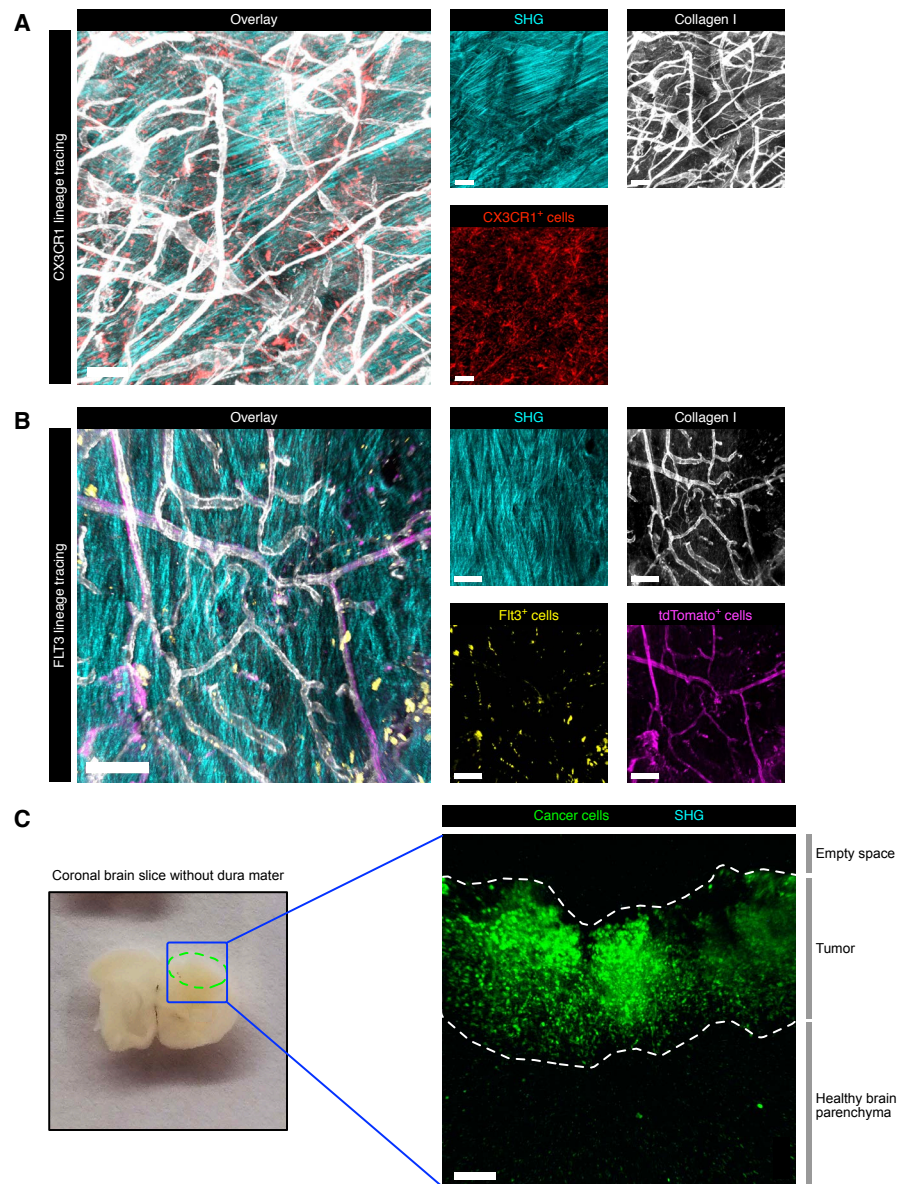 A
Overlay
SHG
Collagen I
CX3CR1 lineage tracing
CX3CR1⁺ cells
B
Overlay
SHG
Collagen I
FLT3 lineage tracing
Flt3⁺ cells
tdTomato⁺ cells
C
Cancer cells SHG
Coronal brain slice without dura mater
Empty space
Tumor
Healthy brain
parenchyma